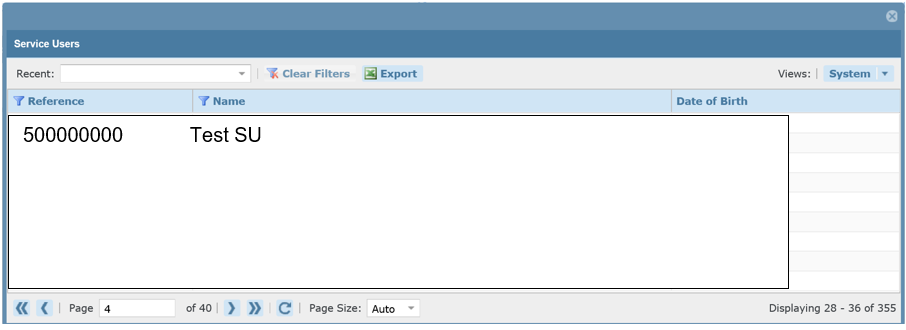 Service Users
Recent: Clear Filters Export Views: System
Reference Name Date of Birth
500000000 Test SU
Page 4 of 40 Page Size: Auto Displaying 28 - 36 of 355